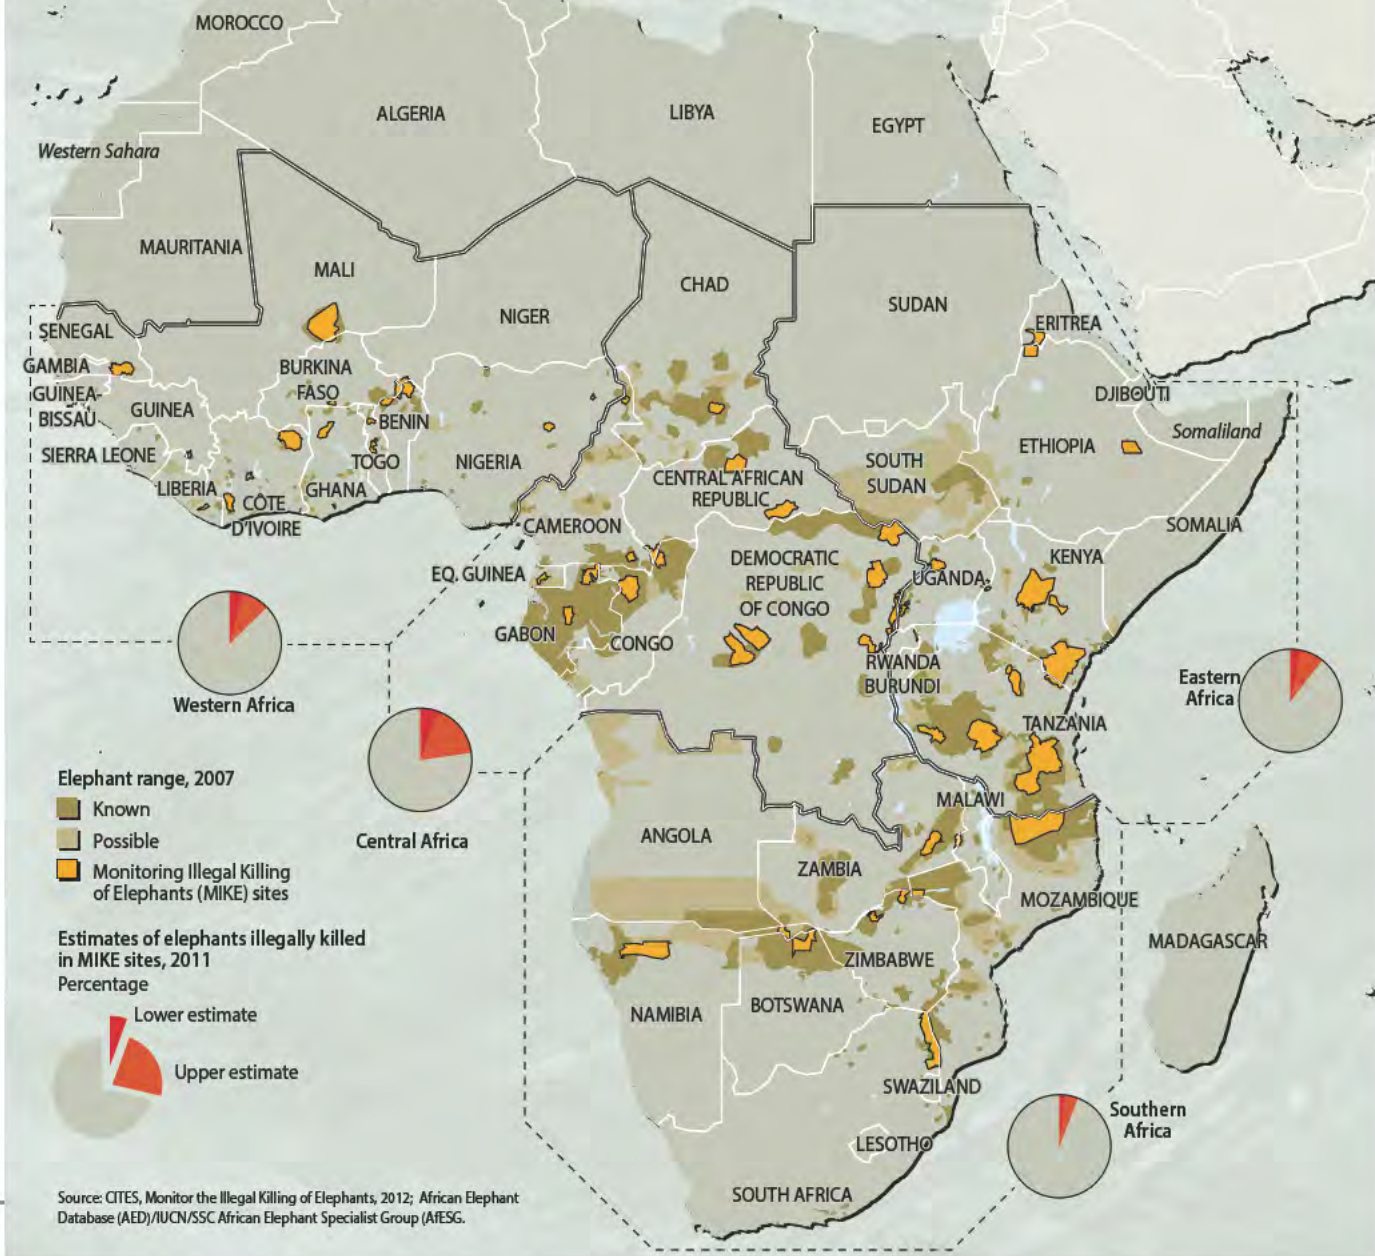 MOROCCO
ALGERIA
LIBYA
EGYPT
Western Sahara
MAURITANIA
MALI
NIGER
CHAD
SUDAN
ERITREA
SENEGAL
GAMBIA
GUINEA-
BISSAU
GUINEA
SIERRA LEONE
LIBERIA
CÔTE
D'IVOIRE
BURKINA
FASO
GHANA
TOGO
BENIN
NIGERIA
CAMEROON
CENTRAL AFRICAN
REPUBLIC
SOUTH
SUDAN
ETHIOPIA
DJIBOUTI
Somaliland
SOMALIA
KENYA
UGANDA
DEMOCRATIC
REPUBLIC
OF CONGO
EQ. GUINEA
GABON
CONGO
RWANDA
BURUNDI
TANZANIA
MALAWI
ANGOLA
ZAMBIA
MOZAMBIQUE
MADAGASCAR
ZIMBABWE
NAMIBIA
BOTSWANA
SWAZILAND
LESOTHO
SOUTH AFRICA
Western Africa
Central Africa
Eastern
Africa
Southern
Africa
Elephant range, 2007
Known
Possible
Monitoring Illegal Killing
of Elephants (MIKE) sites
Estimates of elephants illegally killed
in MIKE sites, 2011
Percentage
Lower estimate
Upper estimate
Source: CITES, Monitor the Illegal Killing of Elephants, 2012; African Elephant
Database (AED)/IUCN/SSC African Elephant Specialist Group (AfESG.